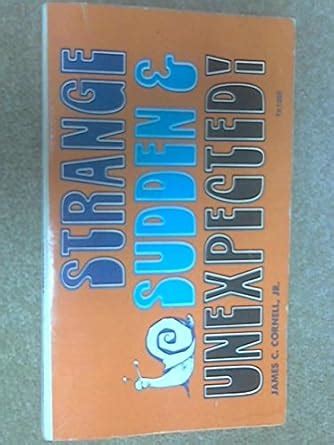 STRANGE
SUDDEN &
UNEXPECTED!
JAMES C. CORNELL, JR.